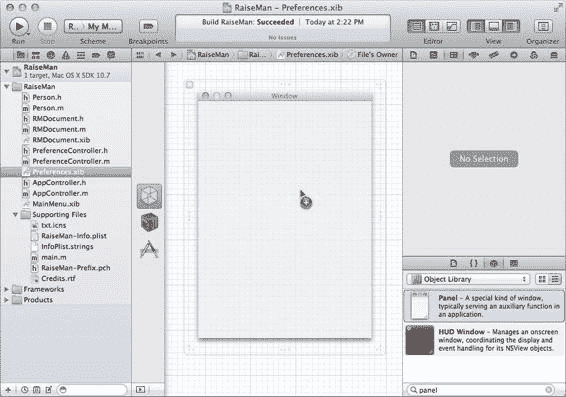 RaiseMan – Preferences.xib
R.. › My M...
Build RaiseMan: Succeeded | Today at 2:22 PM
No Issues
Run
Stop
Scheme
Breakpoints
Editor
View
Organizer
RaiseMan
1 target, Mac OS X SDK 10.7
RaiseMan
Rai...
Preferences.xib
File's Owner
RaiseMan
Person.h
Person.m
RMDocument.h
RMDocument.m
RMDocument.xib
PreferenceController.h
PreferenceController.m
Preferences.xib
AppController.h
AppController.m
MainMenu.xib
Supporting Files
txt.icns
RaiseMan-Info.plist
InfoPlist.strings
main.m
RaiseMan-Prefix.pch
Credits.rtf
Frameworks
Products
Window
No Selection
Object Library
Panel – A special kind of window,
typically serving an auxiliary function in
an application.
HUD Window – Manages an onscreen
window, coordinating the display and
event handling for its NSView objects.
panel